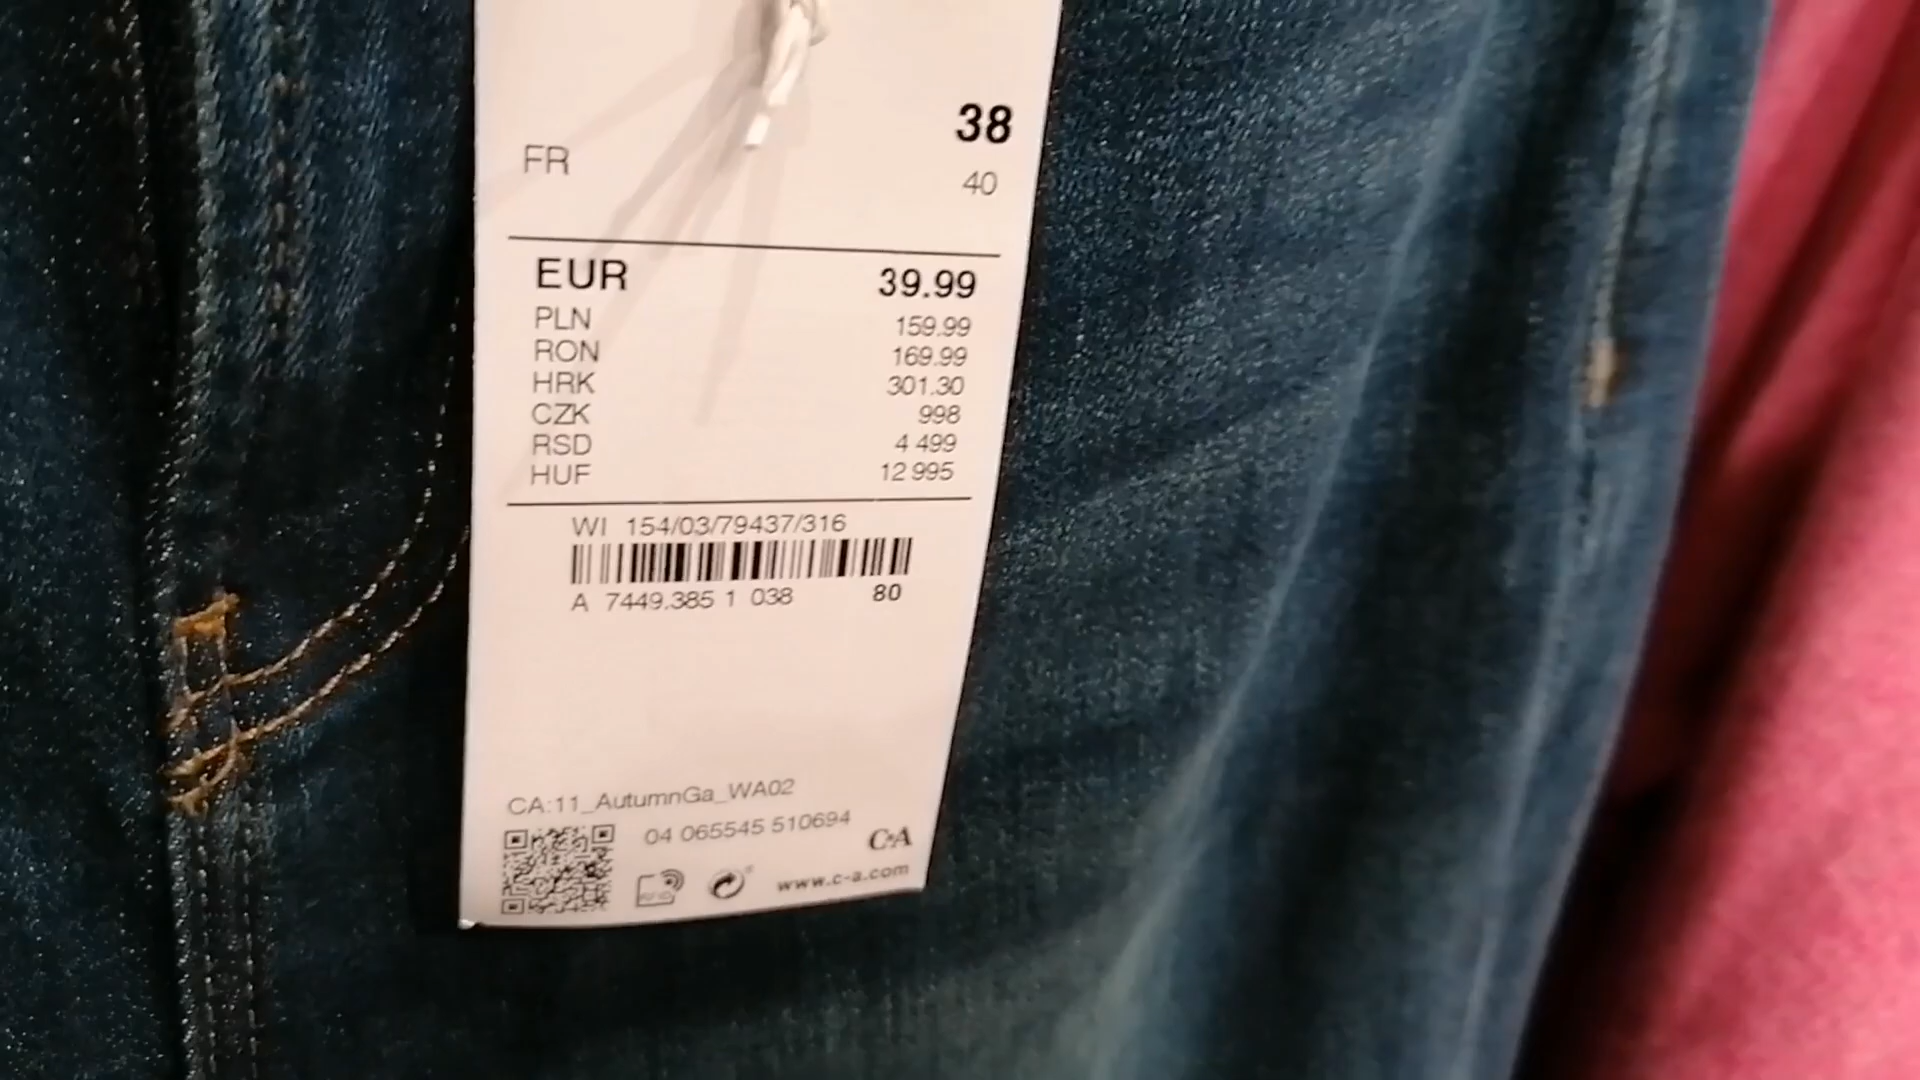 38
FR 40
EUR 39.99
PLN 159.99
RON 169.99
HRK 301.30
CZK 998
RSD 4 499
HUF 12 995
WI 154/03/79437/316
A 7449.385 1 038 80
CA:11_AutumnGa_WA02
04 065545 510694
C&A
RFID
www.c-a.com